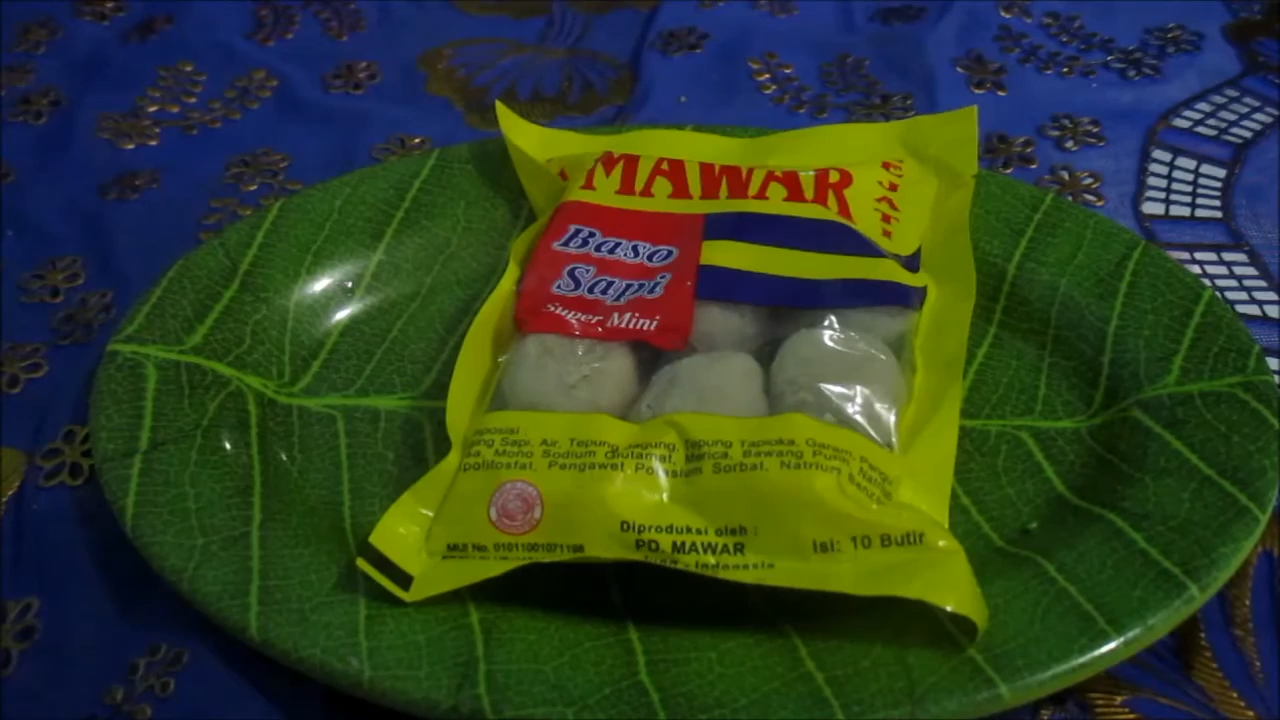 MAWAR
Baso
Sapi
Super Mini
Sapi, Air, Tepung Jagung, Tepung Tapioka, Garam,
Mono Sodium Glutamat, Merica, Bawang Putih,
Pengawet Potasium Sorbat, Natrium
Diproduksi oleh :
PD. MAWAR
Isi: 10 Butir
MUI No. 01011001071198
Indonesia